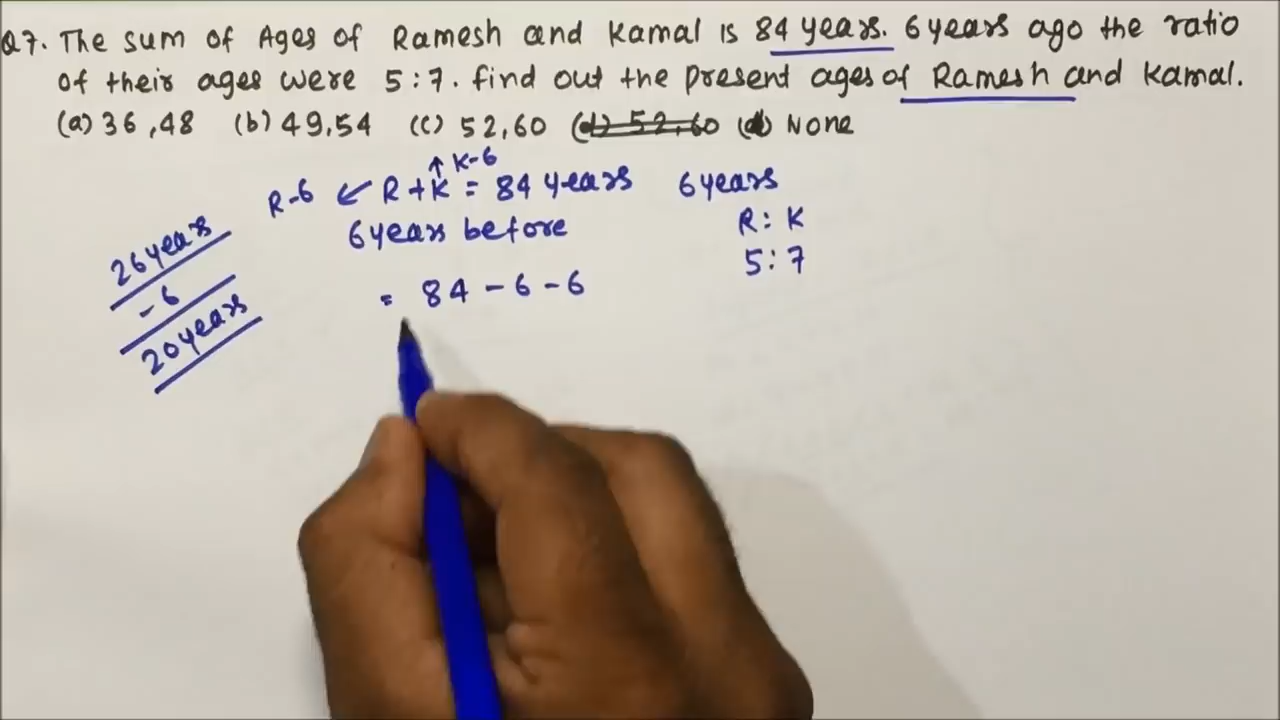 Q7. The sum of Ages of Ramesh and Kamal is 84 years. 6 years ago the ratio
of their ages were 5:7. find out the present ages of Ramesh and Kamal.
(a) 36,48 (b) 49,54 (c) 52,60 (d) 52,60 (d) None
↑ K-6
R-6 ↙ R+K = 84 years 6 years
6 years before R: K
26 years 5:7
-6 = 84-6-6
20 years